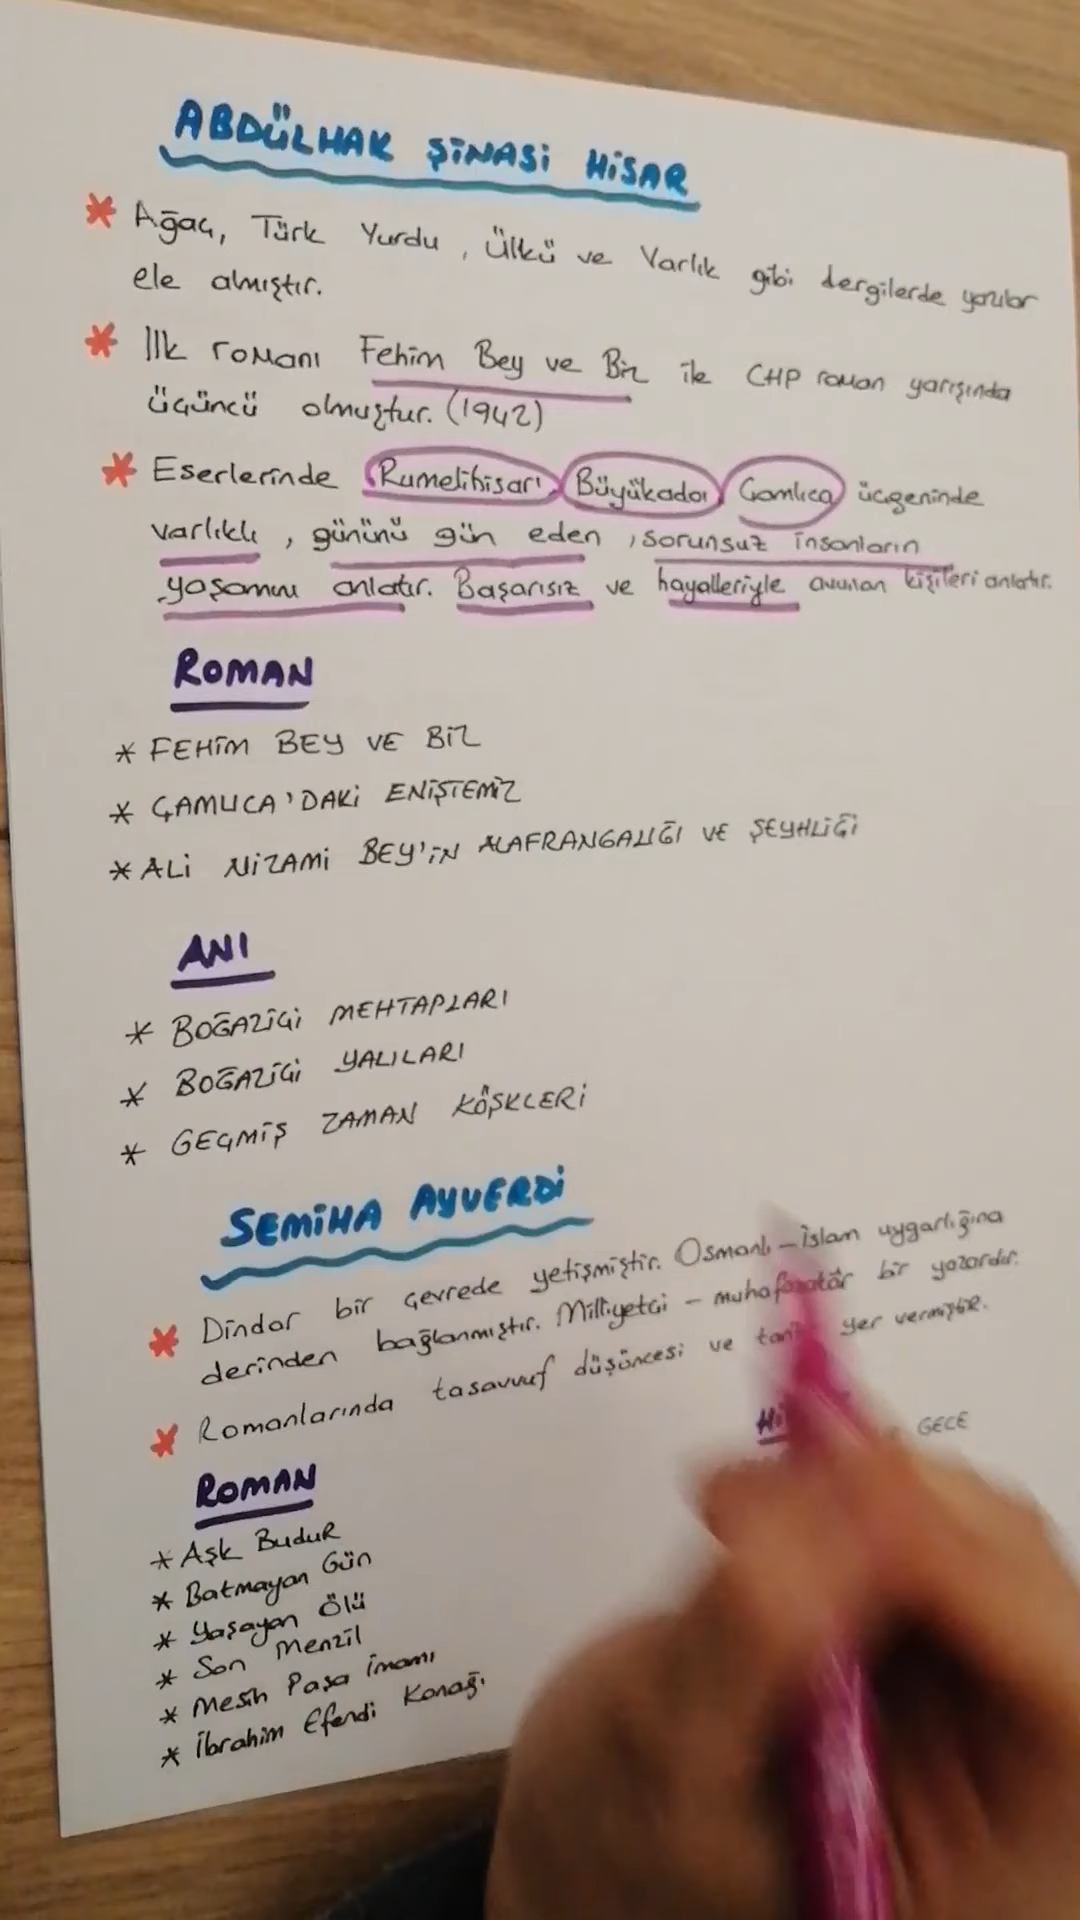 ABDÜLHAK ŞİNASİ HİSAR
* Ağaç, Türk Yurdu, Ülkü ve Varlık gibi dergilerde yazılar
ele almıştır.
* İlk romanı Fehim Bey ve Biz ile CHP roman yarışında
üçüncü olmuştur. (1942)
* Eserlerinde Rumelihisarı, Büyükada, Çamlıca üçgeninde
varlıklı, gününü gün eden, sorunsuz insanların
yaşamını anlatır. Başarısız ve hayalleriyle avunan kişileri anlatır.
ROMAN
* FEHİM BEY VE BİZ
* ÇAMLICA'DAKİ ENİŞTEMİZ
* ALİ NİZAMİ BEY'İN ALAFRANGALIĞI VE ŞEYHLİĞİ
ANI
* BOĞAZİÇİ MEHTAPLARI
* BOĞAZİÇİ YALILARI
* GEÇMİŞ ZAMAN KÖŞKLERİ
SEMİHA AYVERDİ
* Dindar bir çevrede yetişmiştir. Osmanlı-İslam uygarlığına
derinden bağlanmıştır. Milliyetçi - muhafazakâr bir yazardır.
* Romanlarında tasavvuf düşüncesi ve yer vermiştir.
ROMAN
GECE
* Aşk Budur
* Batmayan Gün
* Yaşayan Ölü
* Son Menzil
* Mesih Paşa İmamı
* İbrahim Efendi Konağı